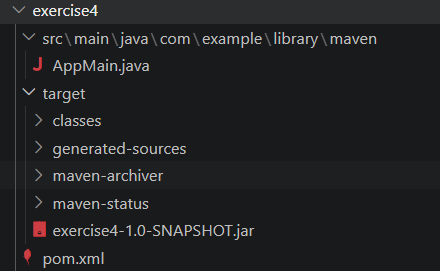 exercise4
src\main\java\com\example\library\maven
AppMain.java
target
classes
generated-sources
maven-archiver
maven-status
exercise4-1.0-SNAPSHOT.jar
pom.xml